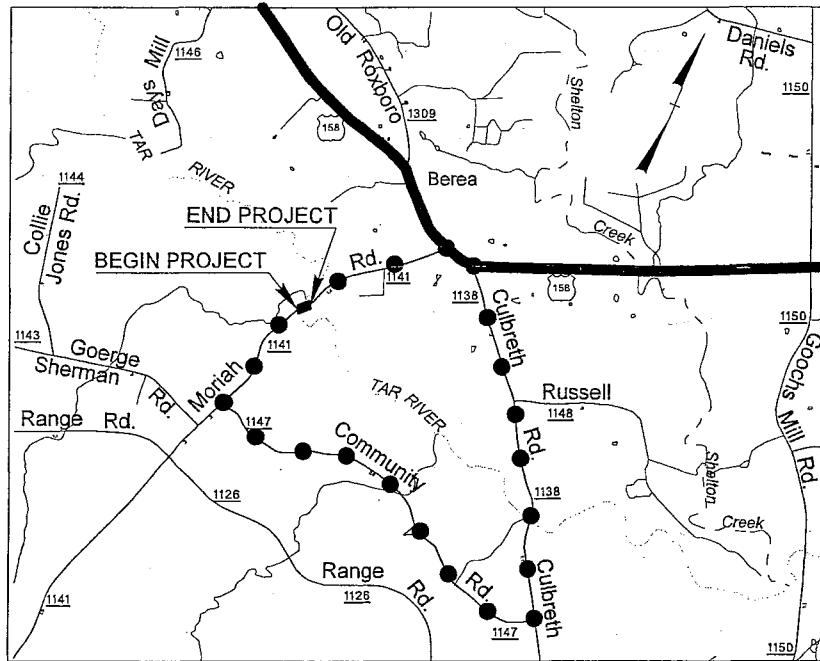 Daniels
Rd.
1150
Old Roxboro
1309
1146
Days Mill
158
Shelton
Creek
TAR
RIVER
Berea
1144
Collie
Jones Rd.
END PROJECT
BEGIN PROJECT
Rd.
1141
1138
158
1150
1143
Goerge
Sherman
Rd.
1141
Moriah
Culbreth
Goochs Mill Rd.
Russell
1148
TAR RIVER
Range Rd.
1147
Community
Rd.
Shelton
Creek
1126
1138
Range
1126
Rd.
Rd.
Culbreth
1141
1147
1150